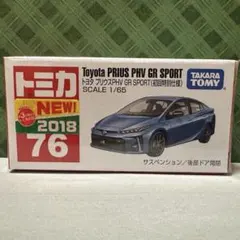 トミカ
NEW!
2018
76
Toyota PRIUS PHV GR SPORT
トヨタ プリウスPHV GR SPORT(初回特別仕様)
SCALE 1/65
TAKARA
TOMY
サスペンション/後部ドア開閉